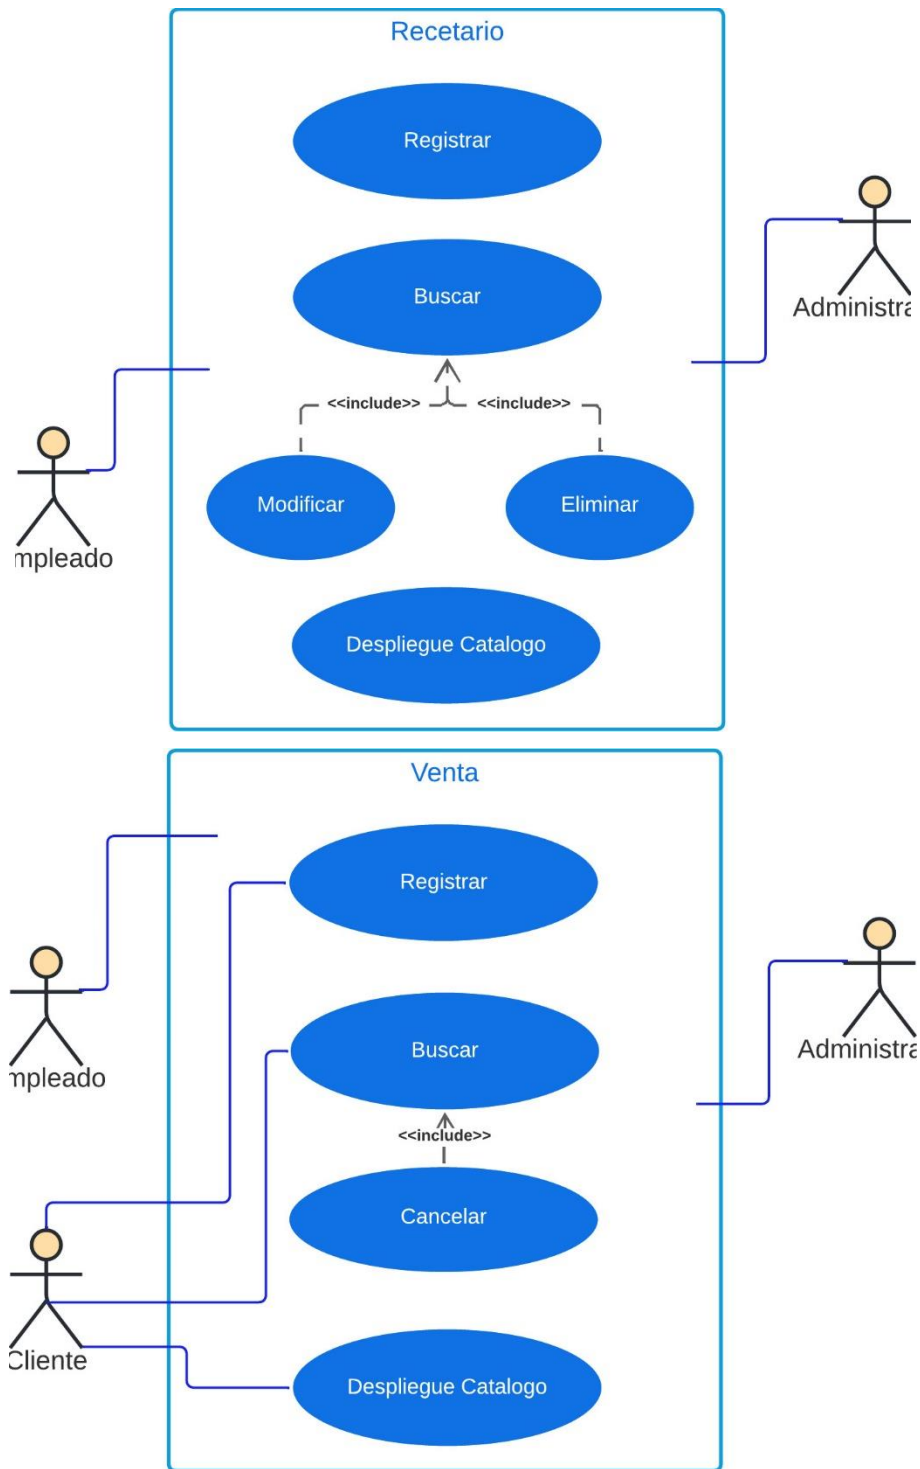 Recetario
Registrar
Buscar
Administra
<<include>> <<include>>
Modificar Eliminar
mpleado
Despliegue Catalogo
Venta
Registrar
Buscar
Administra
mpleado
<<include>>
Cancelar
Cliente
Despliegue Catalogo